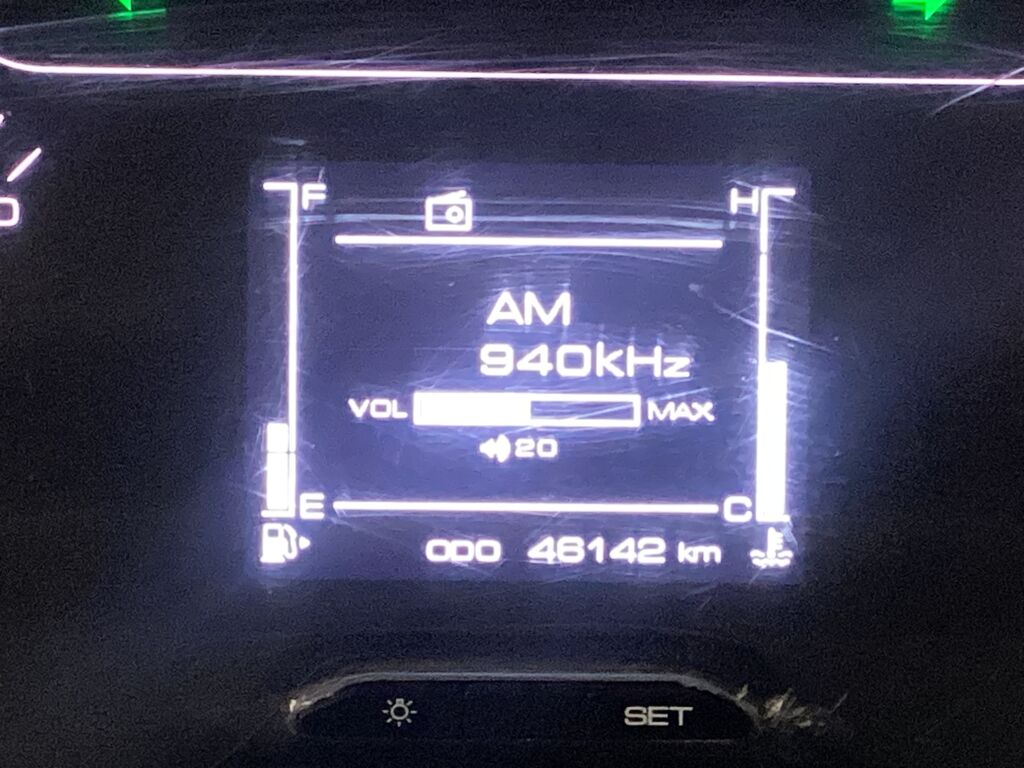 F H
AM
940kHz
VOL MAX
20
E C
ODO 46142 km
SET